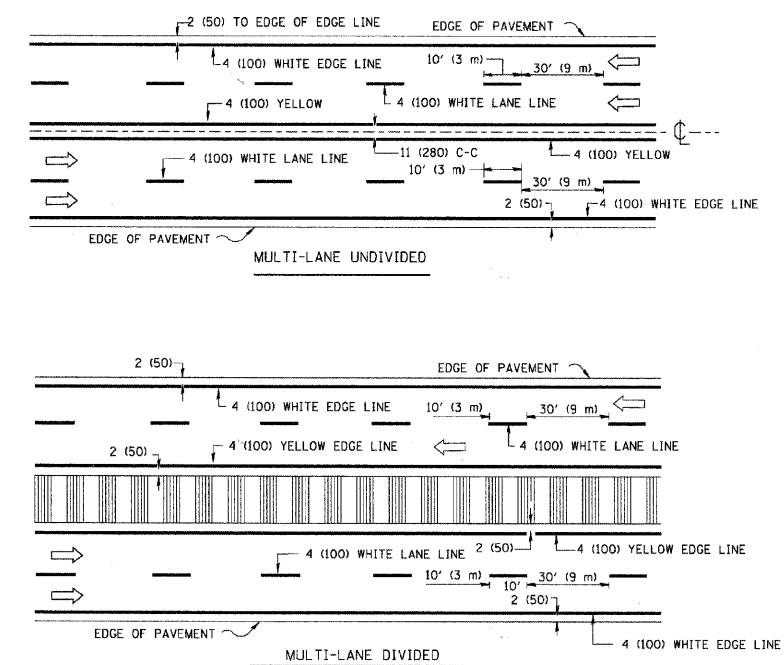 2 (50) TO EDGE OF EDGE LINE
EDGE OF PAVEMENT
4 (100) WHITE EDGE LINE
10' (3 m)
30' (9 m)
4 (100) YELLOW
4 (100) WHITE LANE LINE
℄
4 (100) WHITE LANE LINE
11 (280) C-C
4 (100) YELLOW
10' (3 m)
30' (9 m)
2 (50)
4 (100) WHITE EDGE LINE
EDGE OF PAVEMENT
MULTI-LANE UNDIVIDED
2 (50)
EDGE OF PAVEMENT
4 (100) WHITE EDGE LINE
10' (3 m)
30' (9 m)
2 (50)
4 (100) YELLOW EDGE LINE
4 (100) WHITE LANE LINE
4 (100) WHITE LANE LINE
2 (50)
4 (100) YELLOW EDGE LINE
10' (3 m)
10'
30' (9 m)
2 (50)
EDGE OF PAVEMENT
4 (100) WHITE EDGE LINE
MULTI-LANE DIVIDED